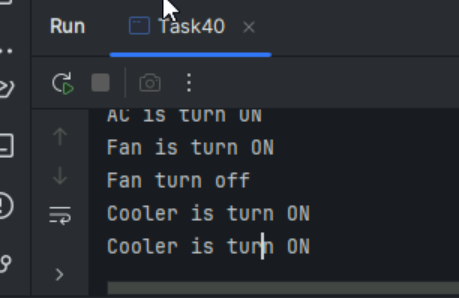 Run Task40
AC is turn ON
Fan is turn ON
Fan turn off
Cooler is turn ON
Cooler is turn ON